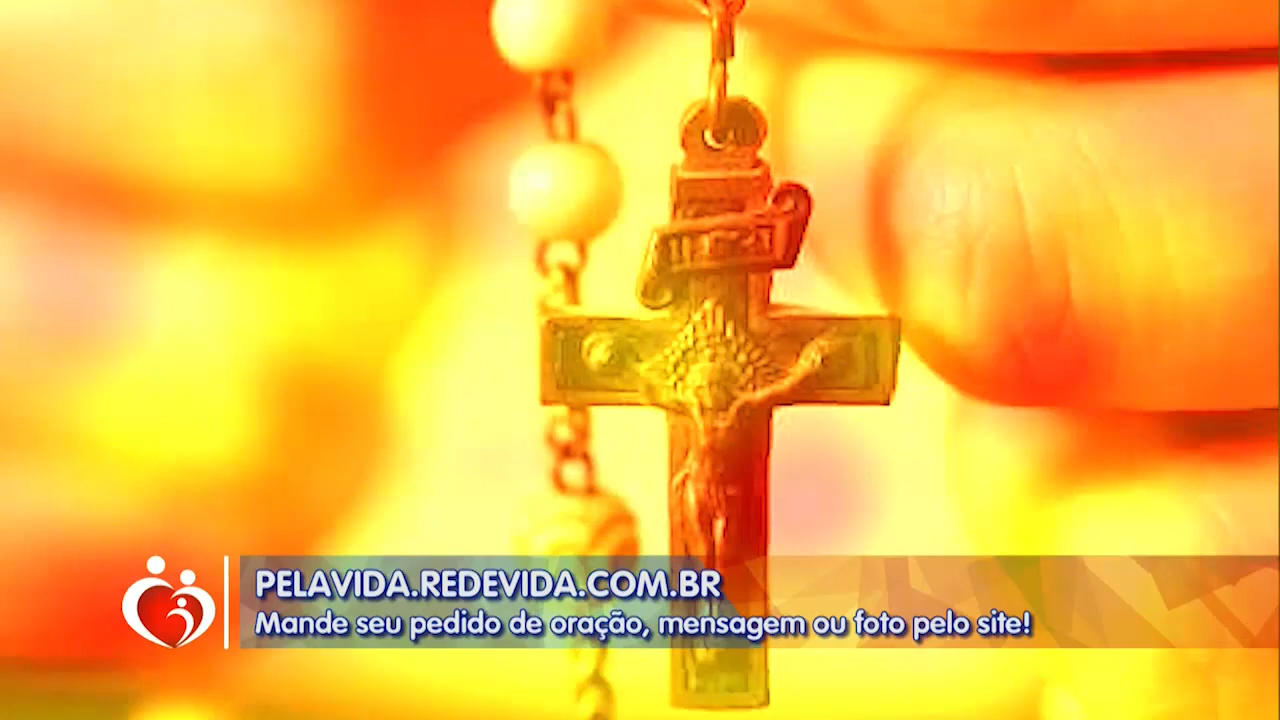 PELAVIDA.REDEVIDA.COM.BR
Mande seu pedido de oração, mensagem ou foto pelo site!